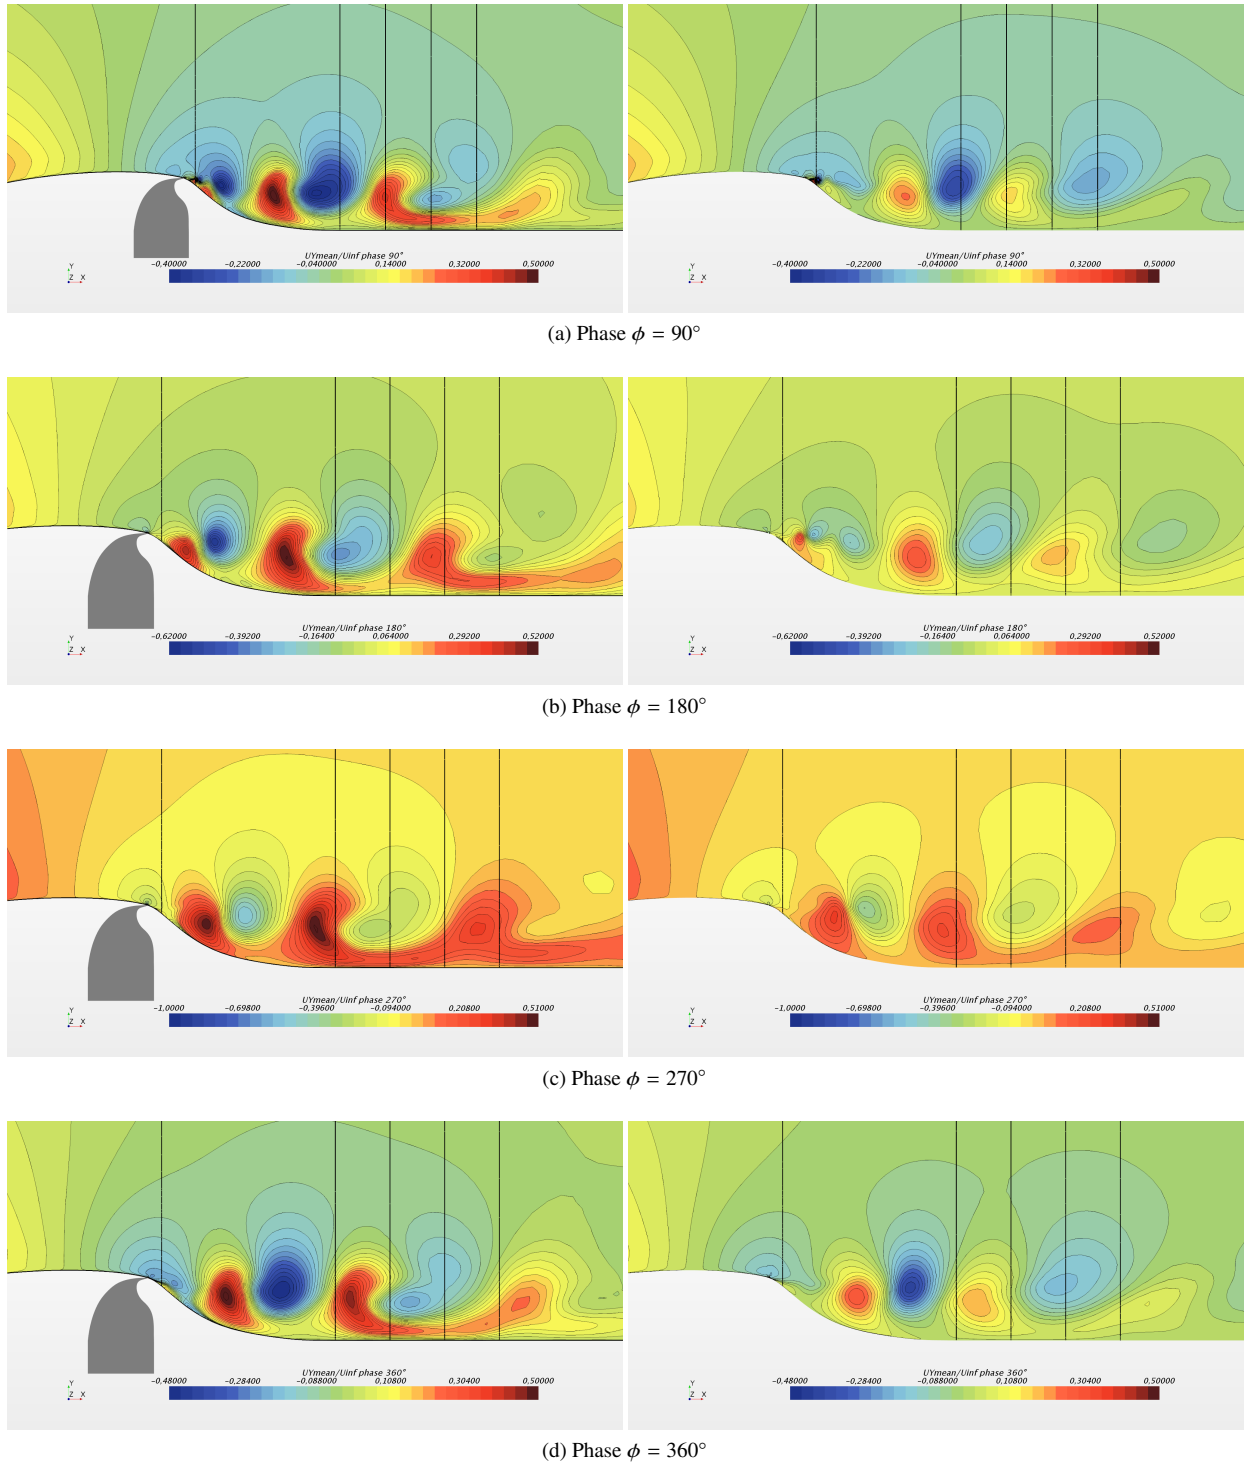 UYmean/Uinf phase 90°
-0,40000 -0,22000 -0,040000 0,14000 0,32000 0,50000
Y
Z X
UYmean/Uinf phase 90°
-0,40000 -0,22000 -0,040000 0,14000 0,32000 0,50000
Y
Z X
(a) Phase ϕ = 90°
UYmean/Uinf phase 180°
-0,62000 -0,39200 -0,16400 0,064000 0,29200 0,52000
Y
Z X
UYmean/Uinf phase 180°
-0,62000 -0,39200 -0,16400 0,064000 0,29200 0,52000
Y
Z X
(b) Phase ϕ = 180°
UYmean/Uinf phase 270°
-1,0000 -0,69800 -0,39600 -0,094000 0,20800 0,51000
Y
Z X
UYmean/Uinf phase 270°
-1,0000 -0,69800 -0,39600 -0,094000 0,20800 0,51000
Y
Z X
(c) Phase ϕ = 270°
UYmean/Uinf phase 360°
-0,48000 -0,28400 -0,088000 0,10800 0,30400 0,50000
Y
Z X
UYmean/Uinf phase 360°
-0,48000 -0,28400 -0,088000 0,10800 0,30400 0,50000
Y
Z X
(d) Phase ϕ = 360°